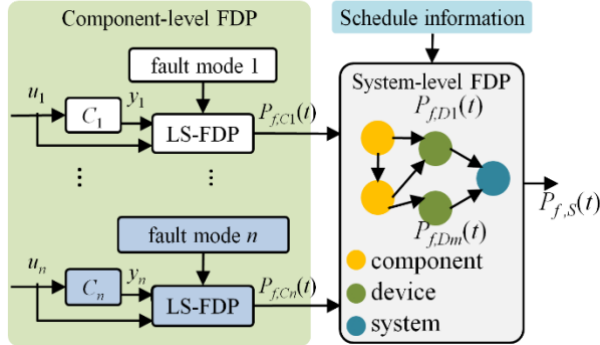 Component-level FDP
Schedule information
fault mode 1
System-level FDP
u1
C1
y1
LS-FDP
Pf,C1(t)
Pf,D1(t)
⋮
⋮
Pf,S(t)
fault mode n
Pf,Dm(t)
un
Cn
yn
LS-FDP
Pf,Cn(t)
component
device
system